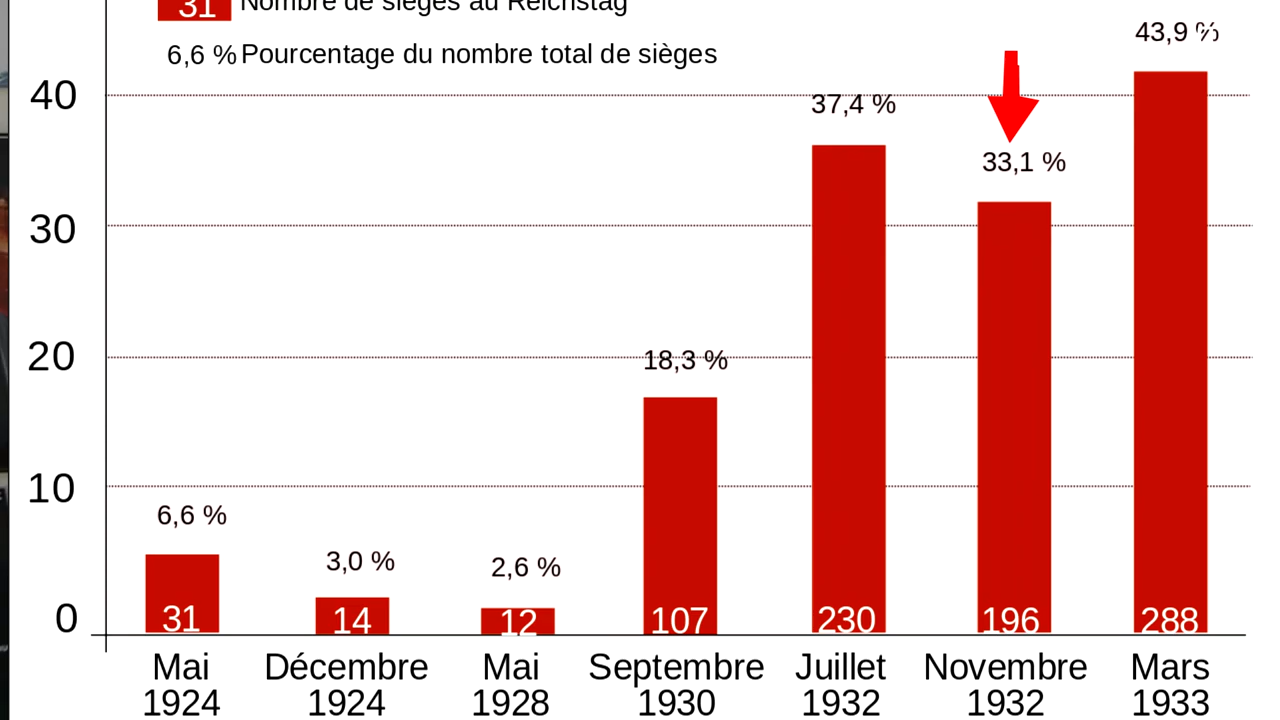 31 Nombre de sièges au Reichstag
6,6 % Pourcentage du nombre total de sièges
43,9 %
40
37,4 %
33,1 %
30
20
18,3 %
10
6,6 %
3,0 %
2,6 %
0
31 14 12 107 230 196 288
Mai Décembre Mai Septembre Juillet Novembre Mars
1924 1924 1928 1930 1932 1932 1933